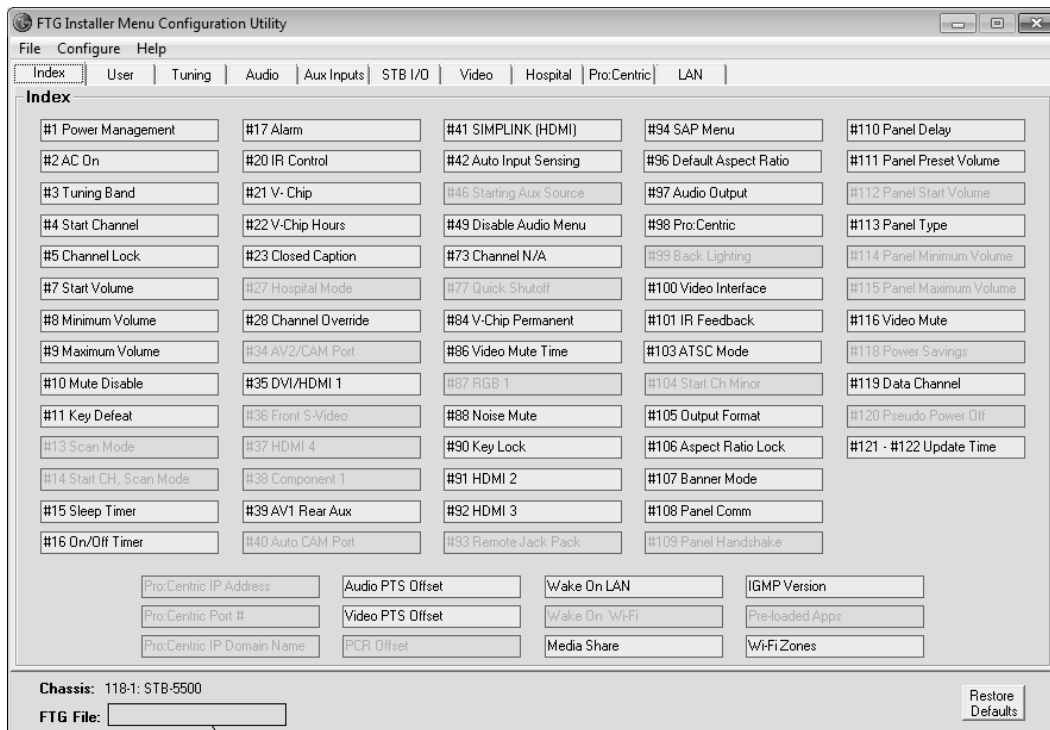 FTG Installer Menu Configuration Utility
File Configure Help
Index User Tuning Audio Aux Inputs STB I/O Video Hospital Pro:Centric LAN
Index
#1 Power Management #17 Alarm #41 SIMPLINK (HDMI) #94 SAP Menu #110 Panel Delay
#2 AC On #20 IR Control #42 Auto Input Sensing #96 Default Aspect Ratio #111 Panel Preset Volume
#3 Tuning Band #21 V- Chip #46 Starting Aux Source #97 Audio Output #112 Panel Start Volume
#4 Start Channel #22 V-Chip Hours #49 Disable Audio Menu #98 Pro:Centric #113 Panel Type
#5 Channel Lock #23 Closed Caption #73 Channel N/A #99 Back Lighting #114 Panel Minimum Volume
#7 Start Volume #27 Hospital Mode #77 Quick Shutoff #100 Video Interface #115 Panel Maximum Volume
#8 Minimum Volume #28 Channel Override #84 V-Chip Permanent #101 IR Feedback #116 Video Mute
#9 Maximum Volume #34 AV2/CAM Port #86 Video Mute Time #103 ATSC Mode #118 Power Savings
#10 Mute Disable #35 DVI/HDMI 1 #87 RGB 1 #104 Start Ch Minor #119 Data Channel
#11 Key Defeat #36 Front S-Video #88 Noise Mute #105 Output Format #120 Pseudo Power Off
#13 Scan Mode #37 HDMI 4 #90 Key Lock #106 Aspect Ratio Lock #121 - #122 Update Time
#14 Start CH, Scan Mode #38 Component 1 #91 HDMI 2 #107 Banner Mode
#15 Sleep Timer #39 AV1 Rear Aux #92 HDMI 3 #108 Panel Comm
#16 On/Off Timer #40 Auto CAM Port #93 Remote Jack Pack #109 Panel Handshake
Pro:Centric IP Address Audio PTS Offset Wake On LAN IGMP Version
Pro:Centric Port # Video PTS Offset Wake On Wi-Fi Pre-loaded Apps
Pro:Centric IP Domain Name PCR Offset Media Share Wi-Fi Zones
Chassis: 118-1: STB-5500
FTG File:
Restore Defaults